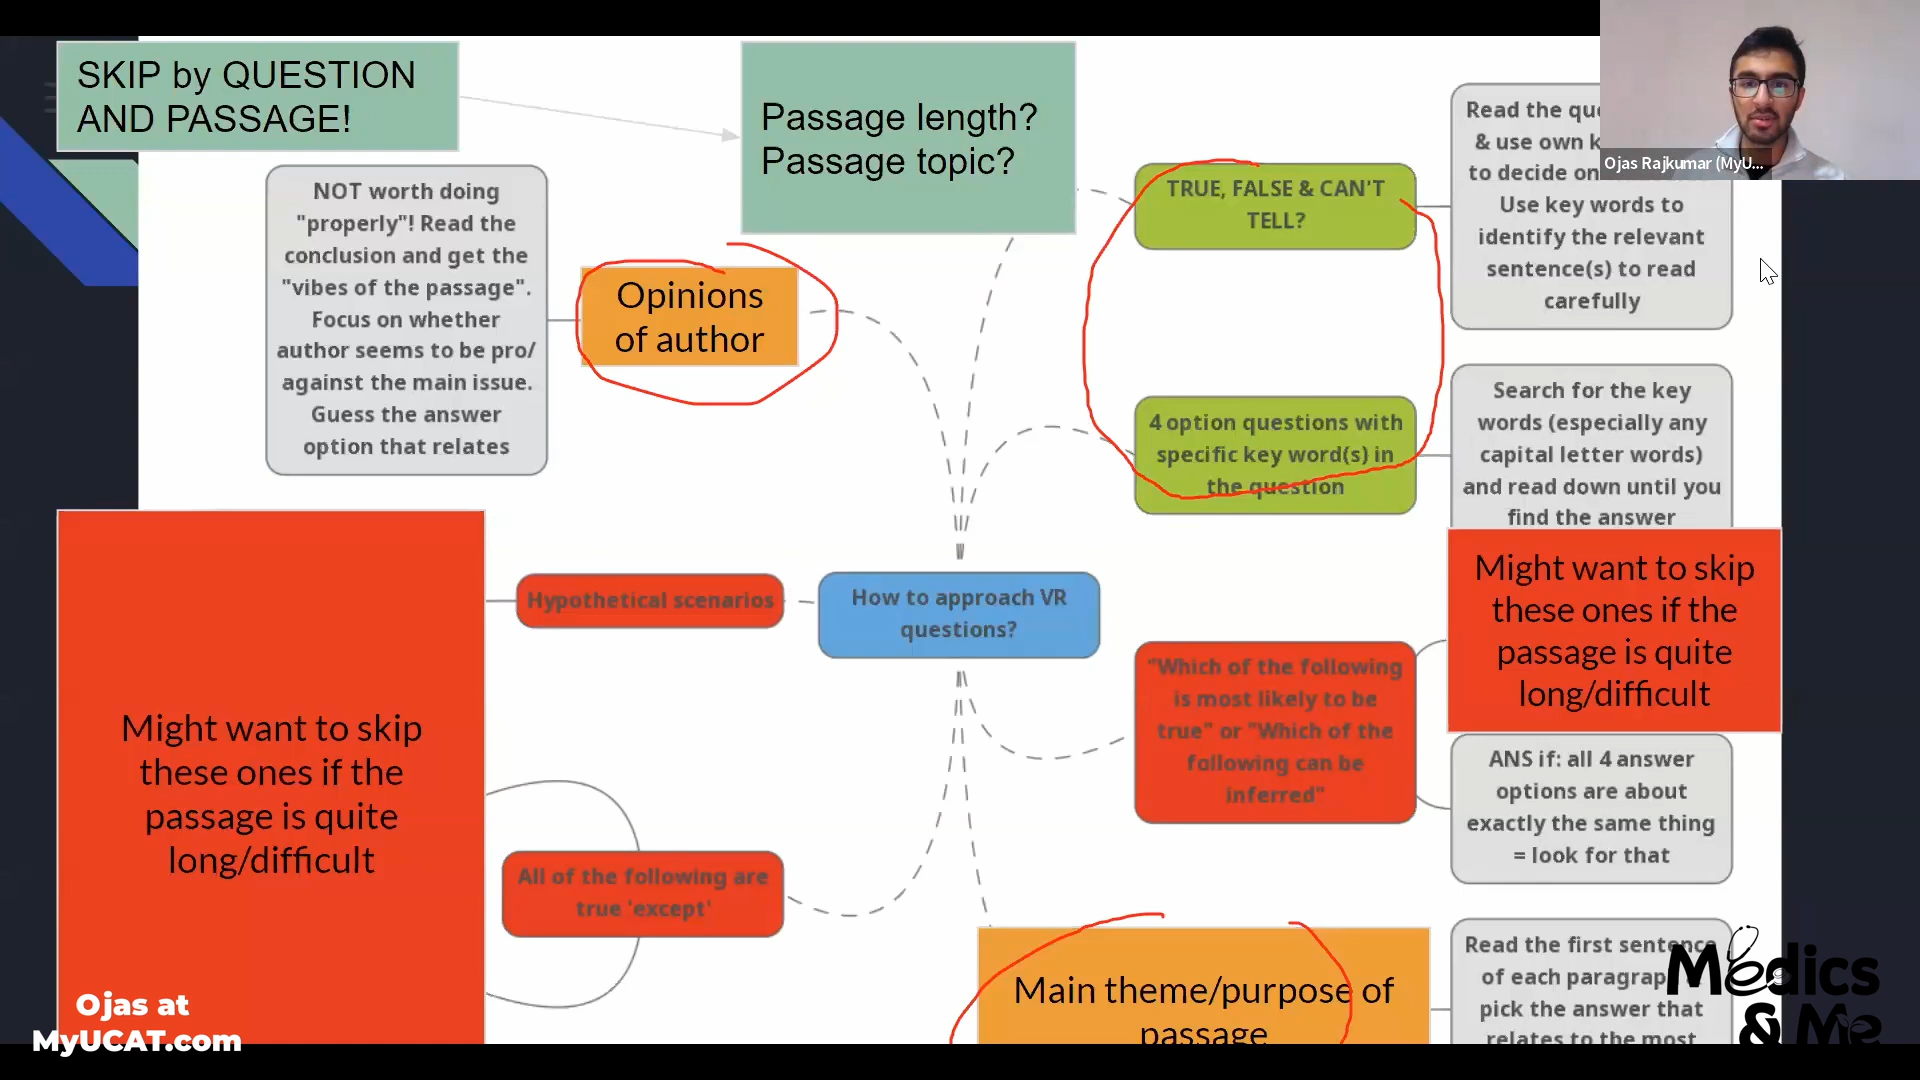 SKIP by QUESTION
AND PASSAGE!
Passage length?
Passage topic?
NOT worth doing
"properly"! Read the
conclusion and get the
"vibes of the passage".
Focus on whether
author seems to be pro/
against the main issue.
Guess the answer
option that relates
Opinions
of author
TRUE, FALSE & CAN'T
TELL?
Read the
& use own
to decide on
Use key words to
identify the relevant
sentence(s) to read
carefully
Ojas Rajkumar (MyU...
4 option questions with
specific key word(s) in
the question
Search for the key
words (especially any
capital letter words)
and read down until you
find the answer
Might want to skip
these ones if the
passage is quite
long/difficult
Hypothetical scenarios
How to approach VR
questions?
"Which of the following
is most likely to be
true" or "Which of the
following can be
inferred"
Might want to skip
these ones if the
passage is quite
long/difficult
ANS if: all 4 answer
options are about
exactly the same thing
= look for that
All of the following are
true 'except'
Main theme/purpose of
passage
Read the first sentence
of each
pick the answer that
relates to the most
Ojas at
MyUCAT.com
Medics
& Me